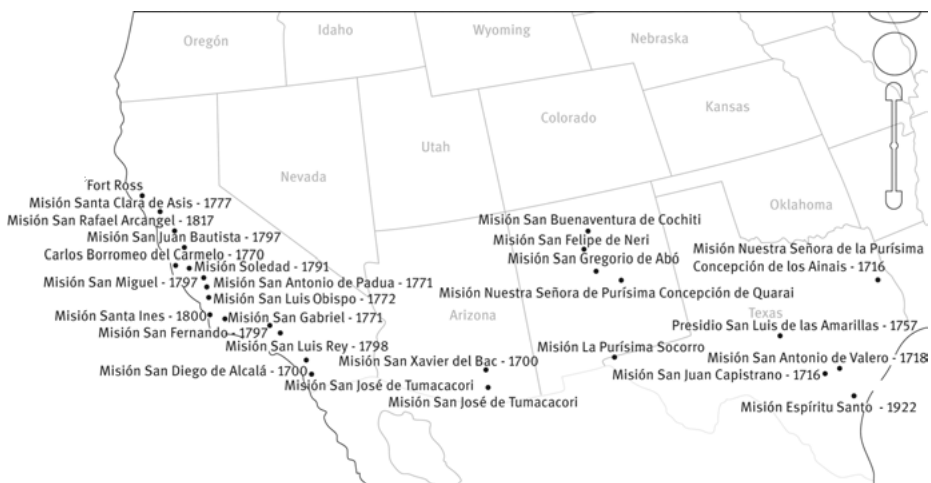 Oregón
Idaho
Wyoming
Nebraska
Nevada
Utah
Colorado
Kansas
Oklahoma
Arizona
Texas
Fort Ross
Misión Santa Clara de Asis - 1777
Misión San Rafael Arcangel - 1817
Misión San Juan Bautista - 1797
Carlos Borromeo del Carmelo - 1770
Misión Soledad - 1791
Misión San Miguel - 1797
Misión San Antonio de Padua - 1771
Misión San Luis Obispo - 1772
Misión Santa Ines - 1800
Misión San Gabriel - 1771
Misión San Fernando - 1797
Misión San Luis Rey - 1798
Misión San Diego de Alcalá - 1700
Misión San Xavier del Bac - 1700
Misión San José de Tumacacori
Misión San José de Tumacacori
Misión San Buenaventura de Cochiti
Misión San Felipe de Neri
Misión San Gregorio de Abó
Misión Nuestra Señora de Purísima Concepción de Quarai
Misión La Purísima Socorro
Misión Nuestra Señora de la Purísima
Concepción de los Ainais - 1716
Presidio San Luis de las Amarillas - 1757
Misión San Antonio de Valero - 1718
Misión San Juan Capistrano - 1716
Misión Espíritu Santo - 1922